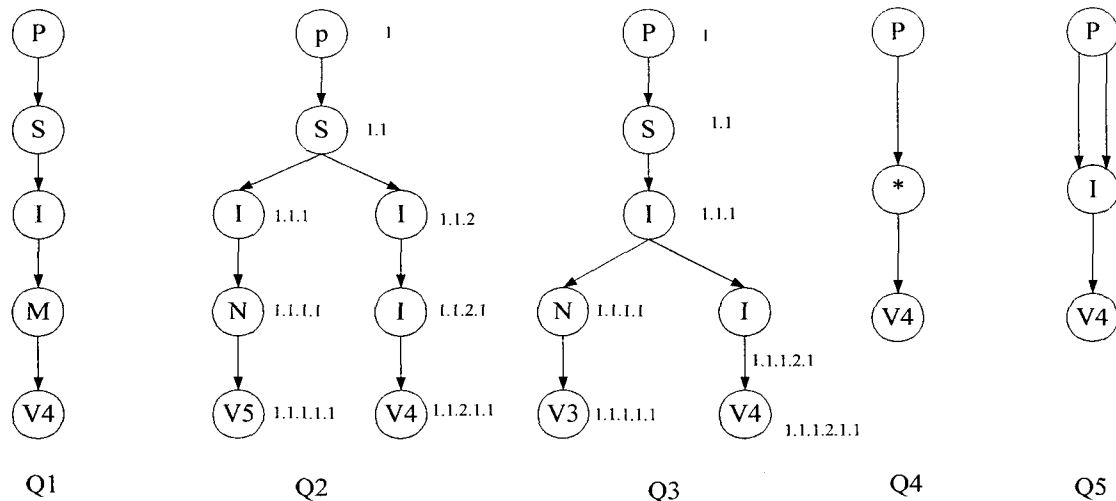 P p 1 P 1 P P
S S 1.1 S 1.1
I I 1.1.1 I 1.1.2 I 1.1.1 * I
M N 1.1.1.1 I 1.1.2.1 N 1.1.1.1 I V4 V4
1.1.1.2.1
V4 V5 1.1.1.1.1 V4 1.1.2.1.1 V3 1.1.1.1.1 V4 1.1.1.2.1.1
Q1 Q2 Q3 Q4 Q5